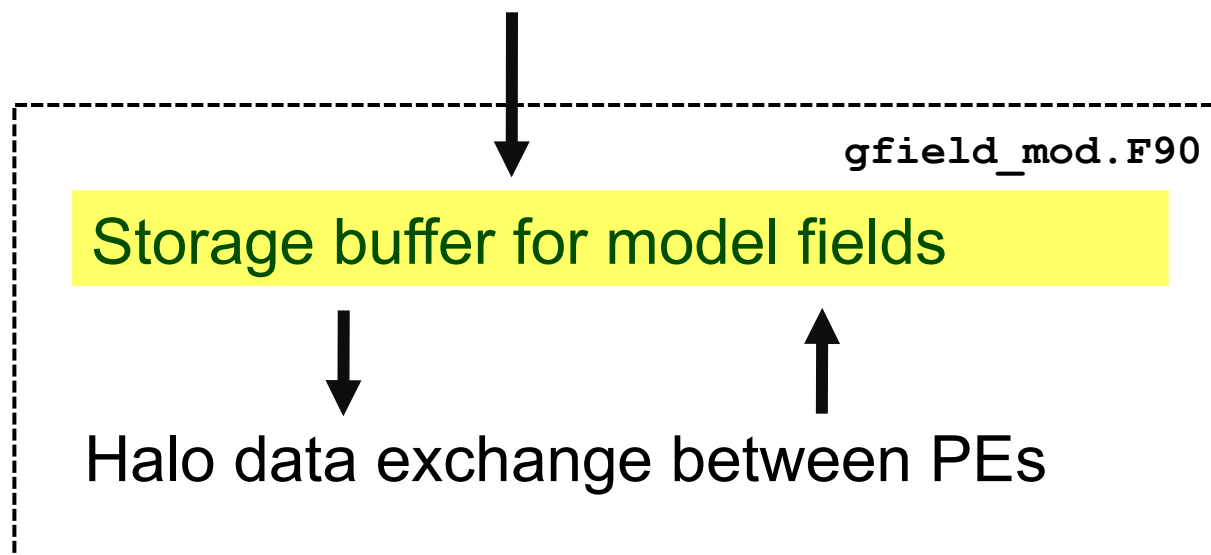 gfield_mod.F90
Storage buffer for model fields
Halo data exchange between PEs